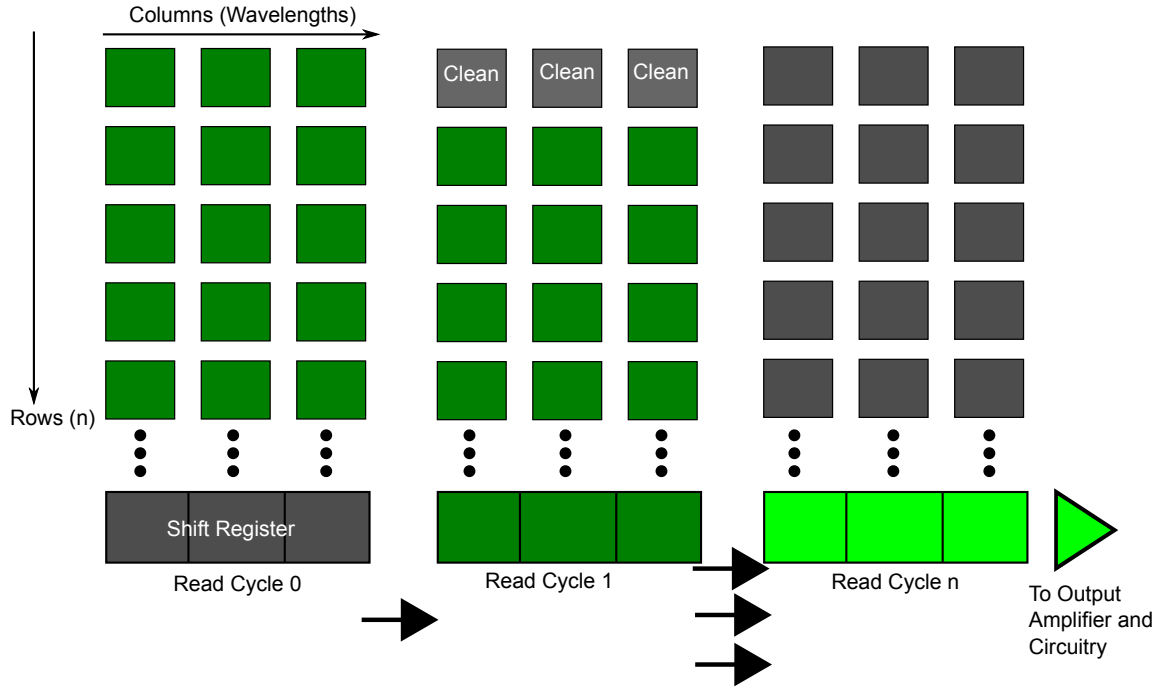 Columns (Wavelengths)
Clean
Clean
Clean
Rows (n)
Shift Register
Read Cycle 0
Read Cycle 1
Read Cycle n
To Output
Amplifier and
Circuitry